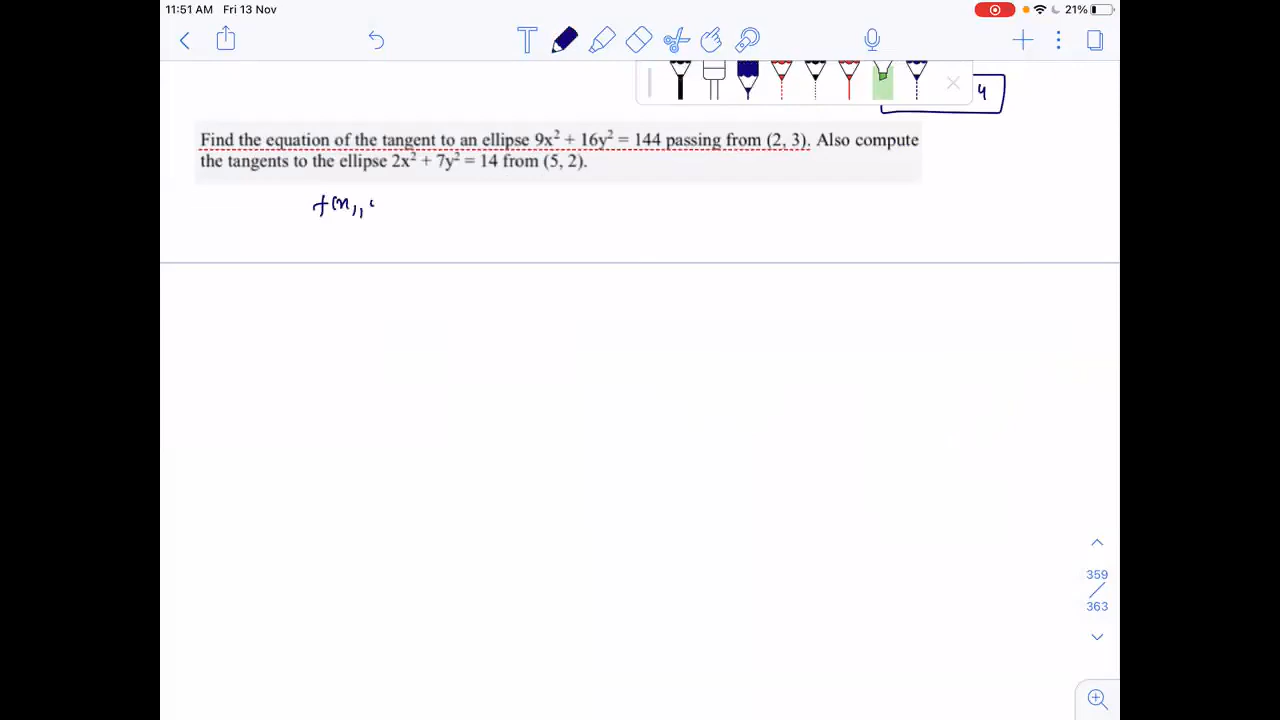 11:51 AM Fri 13 Nov
21%
T
4
Find the equation of the tangent to an ellipse 9x² + 16y² = 144 passing from (2, 3). Also compute
the tangents to the ellipse 2x² + 7y² = 14 from (5, 2).
f(x₁,
359
363